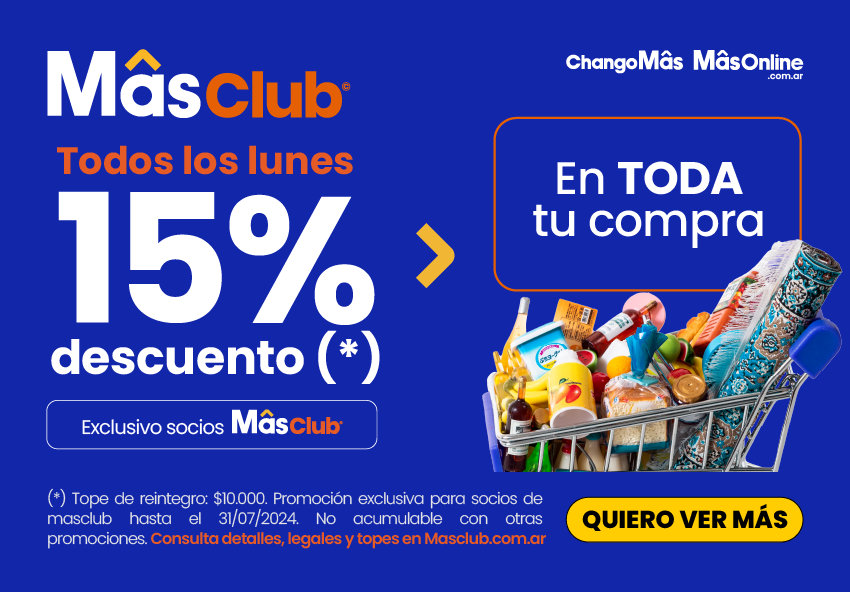 MâsClub©
Todos los lunes
15%
descuento (*)
Exclusivo socios MâsClub
ChangoMâs MâsOnline
.com.ar
En TODA
tu compra
(*) Tope de reintegro: $10.000. Promoción exclusiva para socios de
masclub hasta el 31/07/2024. No acumulable con otras
promociones. Consulta detalles, legales y topes en Masclub.com.ar
QUIERO VER MÁS